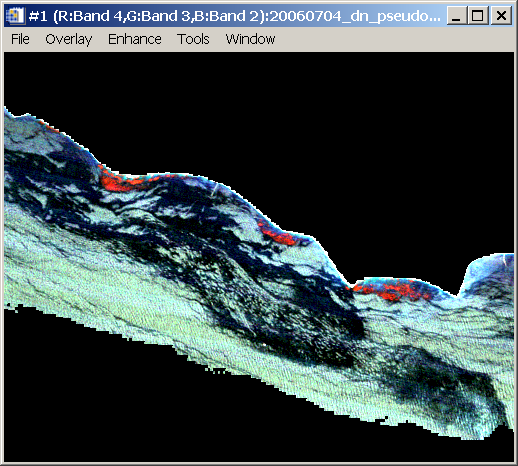 #1 (R:Band 4,G:Band 3,B:Band 2):20060704_dn_pseudo...
File Overlay Enhance Tools Window